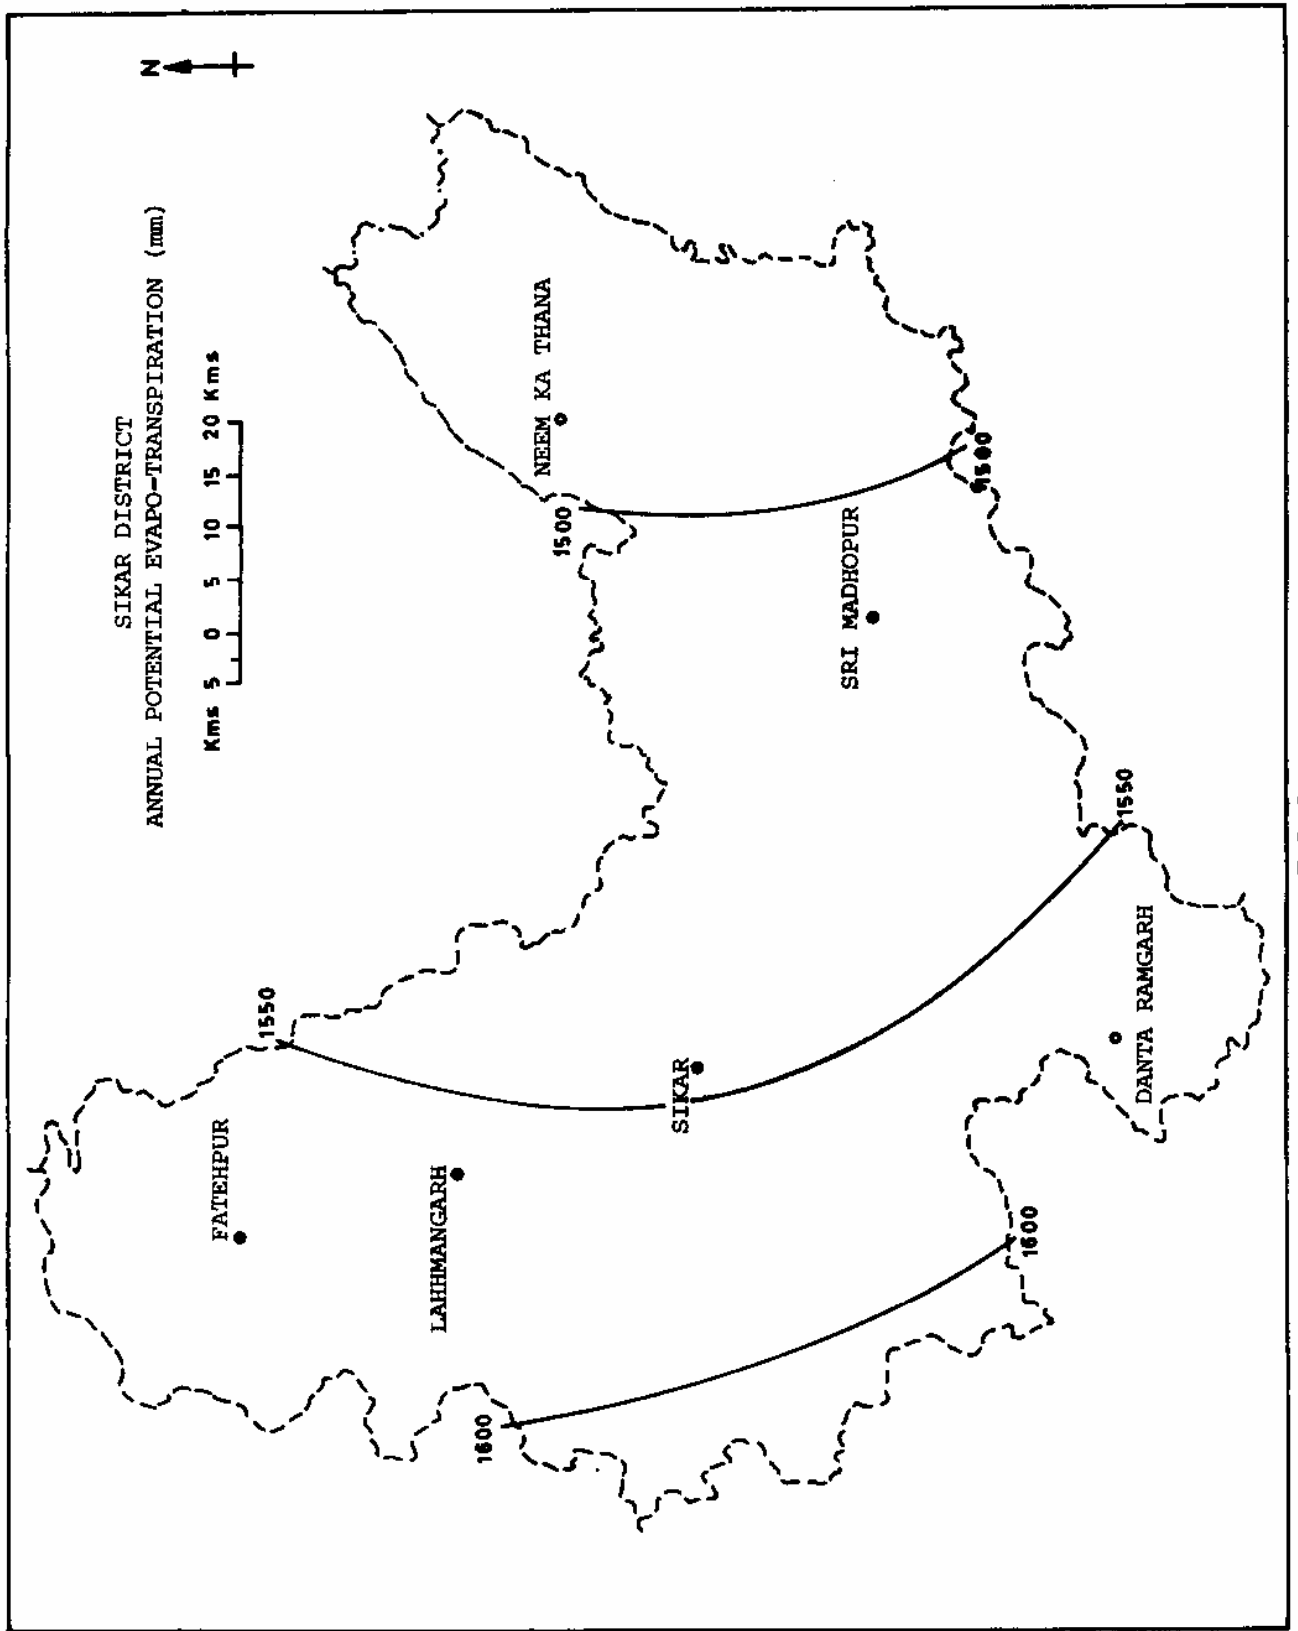 SIKAR DISTRICT
ANNUAL POTENTIAL EVAPO-TRANSPIRATION (mm)
N
Kms 5 0 5 10 15 20 Kms
FATEHPUR
1550
LAHHMANGARH
1600
1500
NEEM KA THANA
SIKAR
SRI MADHOPUR
1500
1600
1550
DANTA RAMGARH